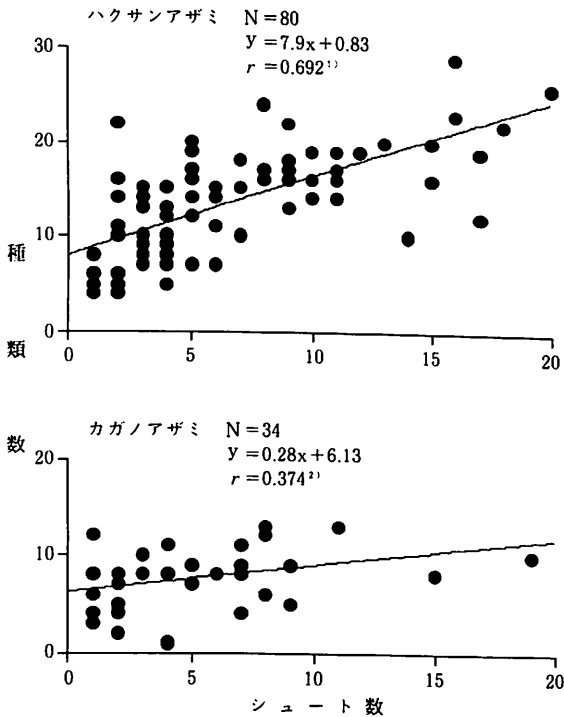 ハクサンアザミ N=80
y=7.9x+0.83
r=0.692¹⁾
30
20
10
0
0 5 10 15 20
種類数
カガノアザミ N=34
y=0.28x+6.13
r=0.374²⁾
20
10
0
0 5 10 15 20
シュート数